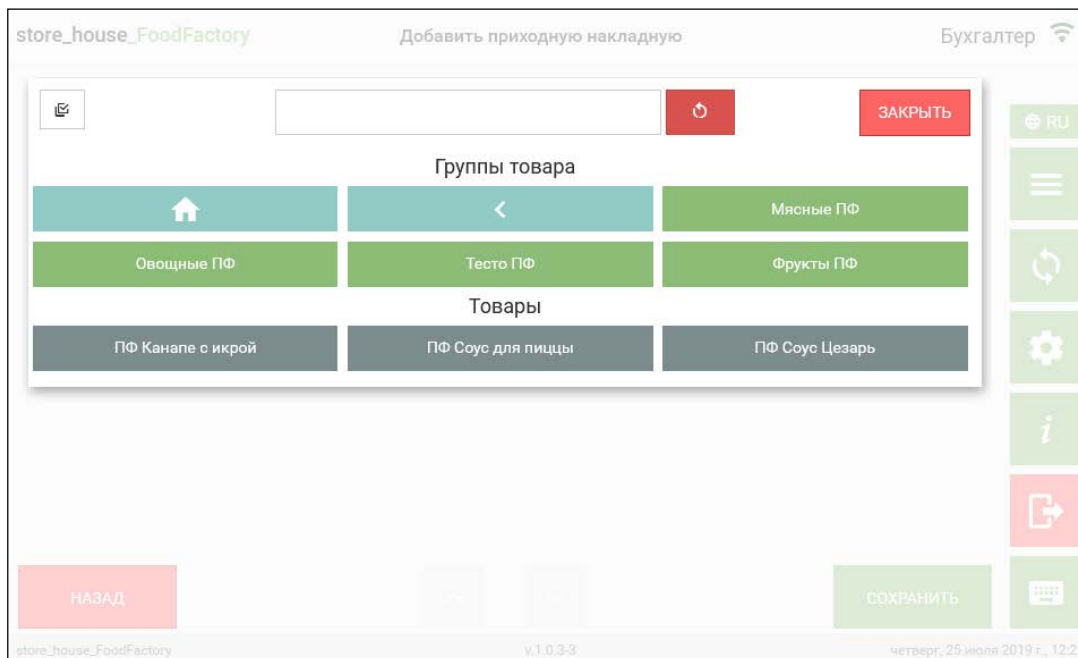 store_house_FoodFactory Добавить приходную накладную Бухгалтер
ЗАКРЫТЬ
RU
Группы товара
Мясные ПФ
Овощные ПФ Тесто ПФ Фрукты ПФ
Товары
ПФ Канапе с икрой ПФ Соус для пиццы ПФ Соус Цезарь
i
НАЗАД СОХРАНИТЬ
store_house_FoodFactory v.1.0.3-3 четверг, 25 июля 2019 г., 12:2